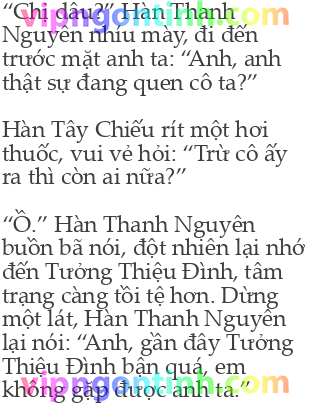 “Chị dâu?” Hàn Thanh
Nguyên nhíu mày, đi đến
trước mặt anh ta: “Anh, anh
thật sự đang quen cô ta?”
Hàn Tây Chiếu rít một hơi
thuốc, vui vẻ hỏi: “Trừ cô ấy
ra thì còn ai nữa?”
“Ồ.” Hàn Thanh Nguyên
buồn bã nói, đột nhiên lại nhớ
đến Tưởng Thiệu Đình, tâm
trạng càng tồi tệ hơn. Dừng
một lát, Hàn Thanh Nguyên
lại nói: “Anh, gần đây Tưởng
Thiệu Đình bận quá, em
không gặp được anh ta.”
vipngontinh.com
vipngontinh.com